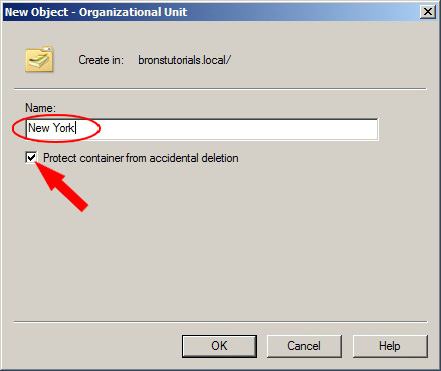 New Object - Organizational Unit
Create in: bronstutorials.local/
Name:
New York
Protect container from accidental deletion
OK Cancel Help